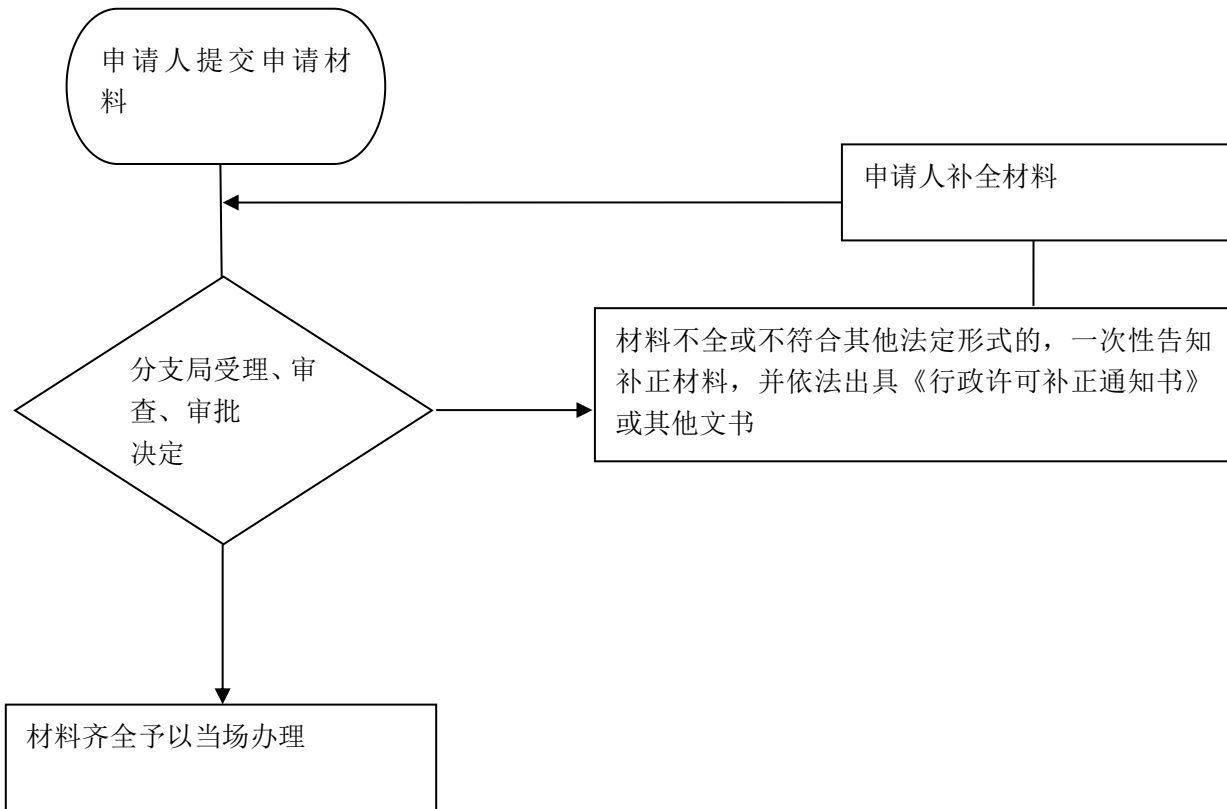 申请人提交申请材
料
申请人补全材料
材料不全或不符合其他法定形式的，一次性告知
补正材料，并依法出具《行政许可补正通知书》
或其他文书
分支局受理、审
查、审批
决定
材料齐全予以当场办理